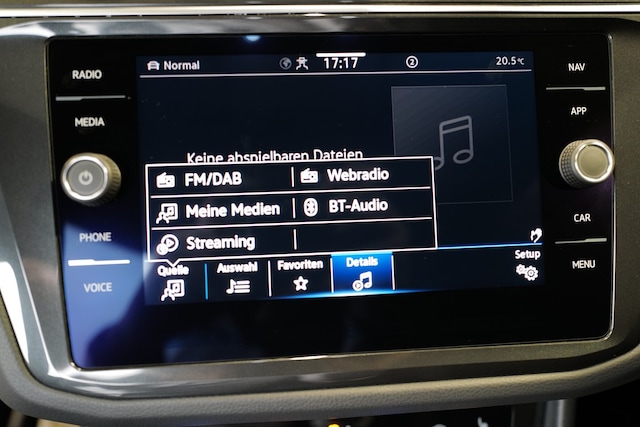 RADIO
MEDIA
PHONE
VOICE
Normal
17:17
2
20.5°C
Keine abspielbaren Dateien
FM/DAB
Webradio
Meine Medien
BT-Audio
Streaming
Quelle
Auswahl
Favoriten
Details
Setup
NAV
APP
CAR
MENU